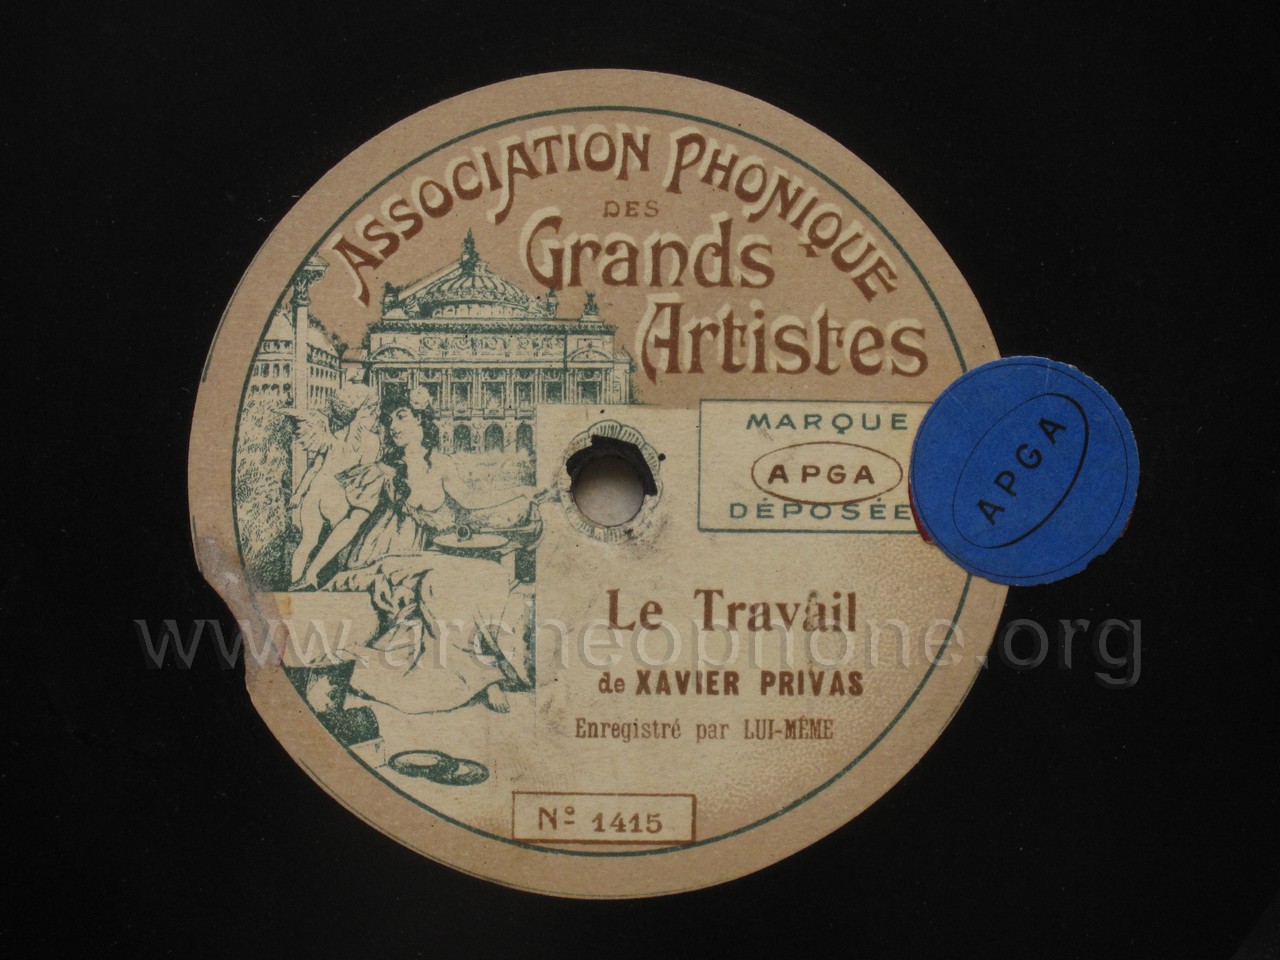 ASSOCIATION PHONIQUE
DES
Grands
Artistes
MARQUE
APGA
DÉPOSÉE
APGA
Le Travail
www.archeophone.org
de XAVIER PRIVAS
Enregistré par LUI-MÊME
Nº 1415